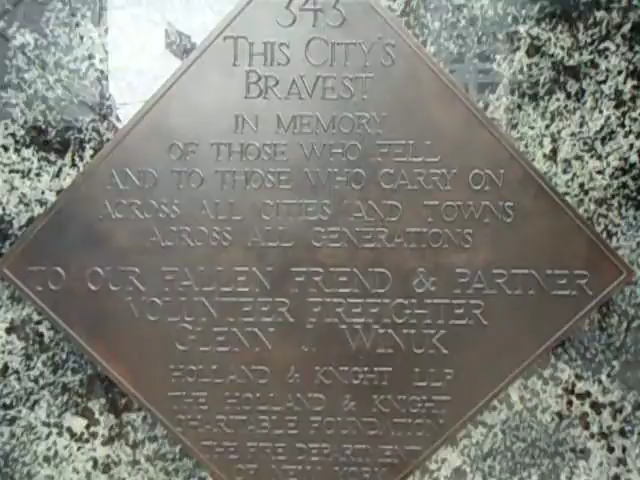 343
THIS CITY'S
BRAVEST
IN MEMORY
OF THOSE WHO FELL
AND TO THOSE WHO CARRY ON
ACROSS ALL CITIES AND TOWNS
ACROSS ALL GENERATIONS
TO OUR FALLEN FRIEND & PARTNER
VOLUNTEER FIREFIGHTER
GLENN J. WINUK
HOLLAND & KNIGHT LLP
THE HOLLAND & KNIGHT
CHARITABLE FOUNDATION
THE FIRE DEPARTMENT
OF NEW YORK